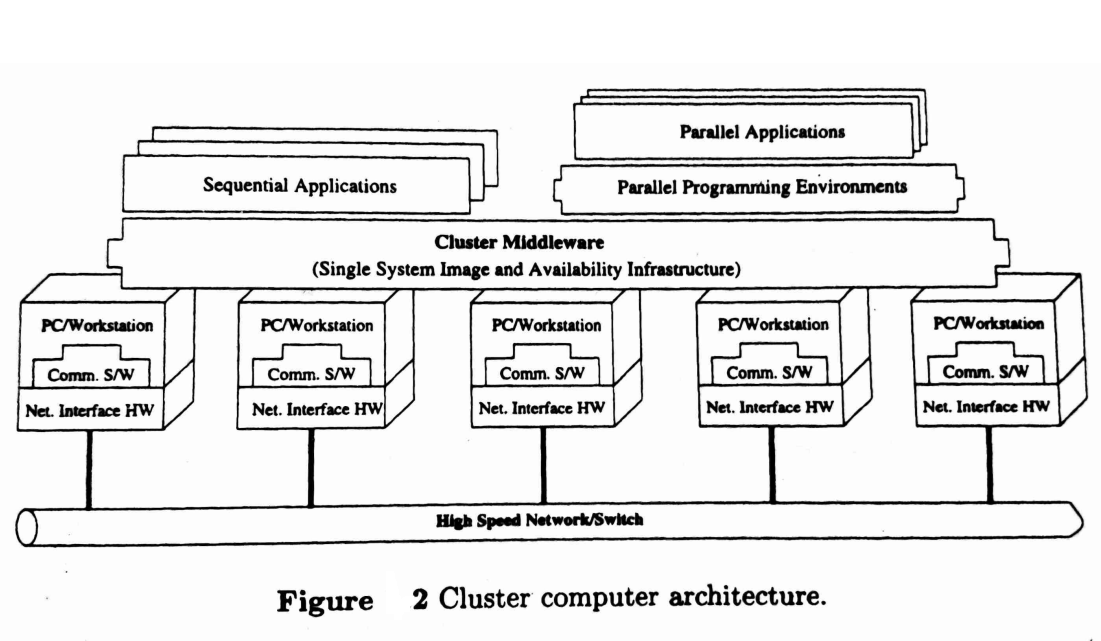 Parallel Applications
Sequential Applications
Parallel Programming Environments
Cluster Middleware
(Single System Image and Availability Infrastructure)
PC/Workstation
Comm. S/W
Net. Interface HW
PC/Workstation
Comm. S/W
Net. Interface HW
PC/Workstation
Comm. S/W
Net. Interface HW
PC/Workstation
Comm. S/W
Net. Interface HW
PC/Workstation
Comm. S/W
Net. Interface HW
High Speed Network/Switch
Figure 2 Cluster computer architecture.